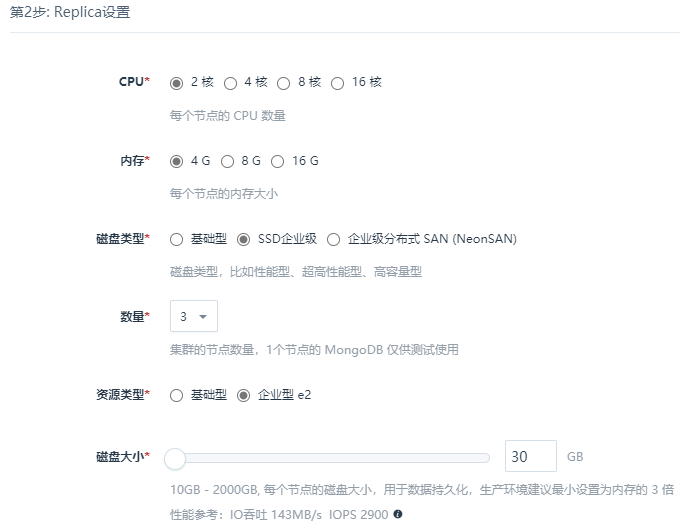 第2步: Replica设置
CPU* 2 核 4 核 8 核 16 核
每个节点的 CPU 数量
内存* 4 G 8 G 16 G
每个节点的内存大小
磁盘类型* 基础型 SSD企业级 企业级分布式 SAN (NeonSAN)
磁盘类型，比如性能型、超高性能型、高容量型
数量* 3
集群的节点数量，1个节点的 MongoDB 仅供测试使用
资源类型* 基础型 企业型 e2
磁盘大小* 30 GB
10GB - 2000GB, 每个节点的磁盘大小，用于数据持久化，生产环境建议最小设置为内存的 3 倍
性能参考：IO吞吐 143MB/s IOPS 2900